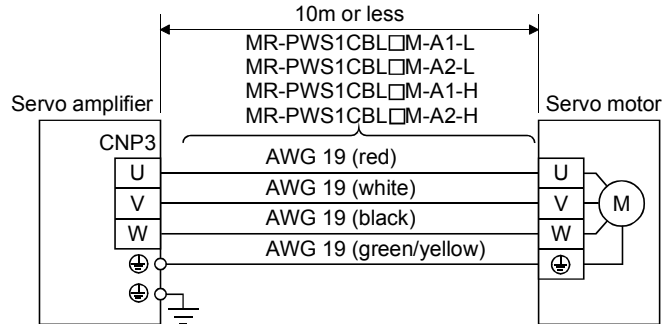 10m or less
MR-PWS1CBL□M-A1-L
MR-PWS1CBL□M-A2-L
MR-PWS1CBL□M-A1-H
MR-PWS1CBL□M-A2-H
Servo amplifier
Servo motor
CNP3
AWG 19 (red)
U
U
AWG 19 (white)
V
V
M
AWG 19 (black)
W
W
AWG 19 (green/yellow)